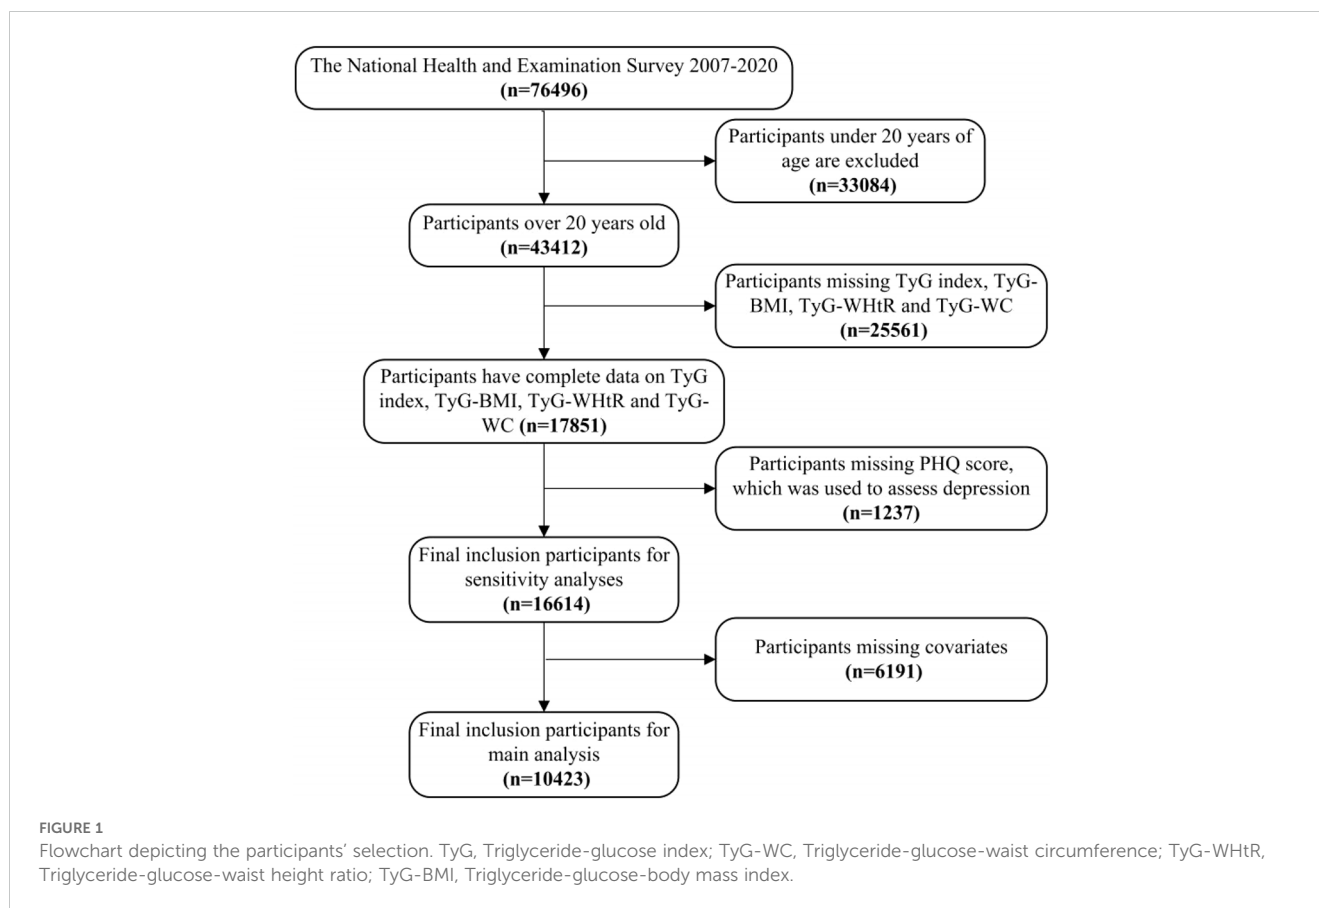 The National Health and Examination Survey 2007-2020
(n=76496)
Participants under 20 years of
age are excluded
(n=33084)
Participants over 20 years old
(n=43412)
Participants missing TyG index, TyG-
BMI, TyG-WHtR and TyG-WC
(n=25561)
Participants have complete data on TyG
index, TyG-BMI, TyG-WHtR and TyG-
WC (n=17851)
Participants missing PHQ score,
which was used to assess depression
(n=1237)
Final inclusion participants for
sensitivity analyses
(n=16614)
Participants missing covariates
(n=6191)
Final inclusion participants for
main analysis
(n=10423)
FIGURE 1
Flowchart depicting the participants’ selection. TyG, Triglyceride-glucose index; TyG-WC, Triglyceride-glucose-waist circumference; TyG-WHtR,
Triglyceride-glucose-waist height ratio; TyG-BMI, Triglyceride-glucose-body mass index.